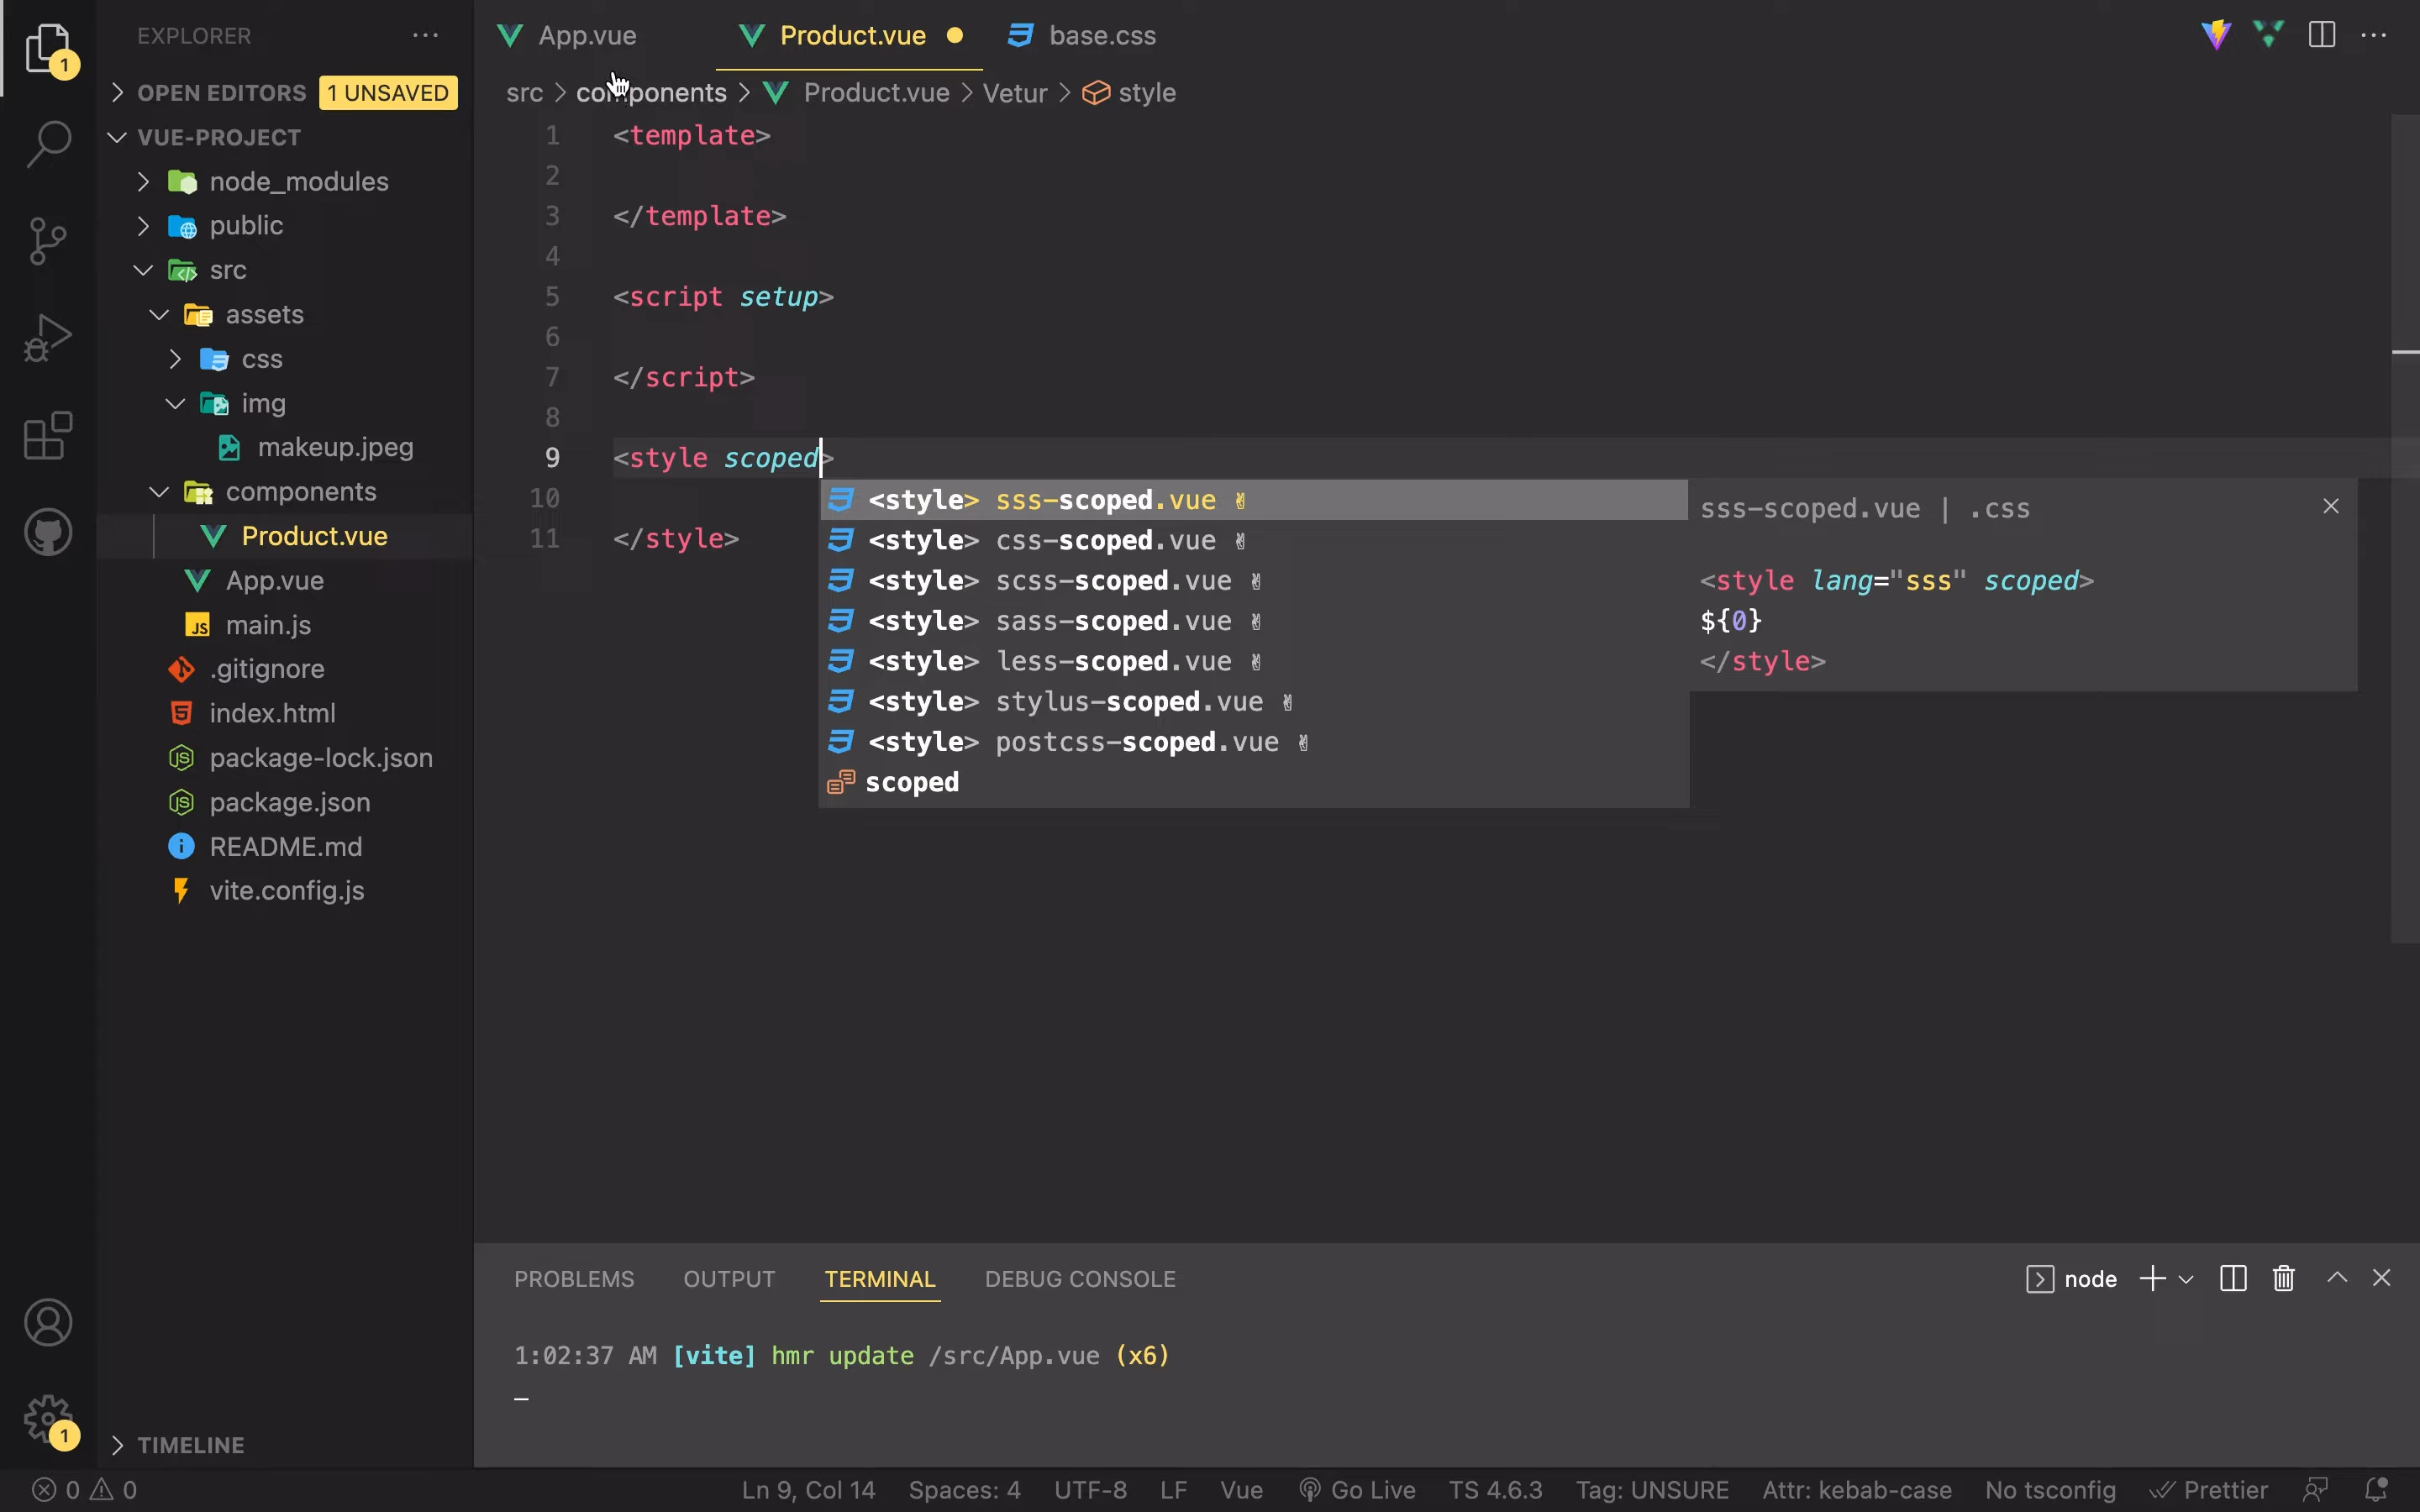 EXPLORER
1
OPEN EDITORS 1 UNSAVED
VUE-PROJECT
node_modules
public
src
assets
css
img
makeup.jpeg
components
Product.vue
App.vue
main.js
.gitignore
index.html
package-lock.json
package.json
README.md
vite.config.js
1
TIMELINE
App.vue Product.vue base.css
src > components > Product.vue > Vetur > style
1 <template>
2
3 </template>
4
5 <script setup>
6
7 </script>
8
9 <style scoped>
10
11 </style>
<style> sss-scoped.vue ✌
<style> css-scoped.vue ✌
<style> scss-scoped.vue ✌
<style> sass-scoped.vue ✌
<style> less-scoped.vue ✌
<style> stylus-scoped.vue ✌
<style> postcss-scoped.vue ✌
scoped
sss-scoped.vue | .css
<style lang="sss" scoped>
${0}
</style>
PROBLEMS OUTPUT TERMINAL DEBUG CONSOLE
node
1:02:37 AM [vite] hmr update /src/App.vue (x6)
0 0 Ln 9, Col 14 Spaces: 4 UTF-8 LF Vue Go Live TS 4.6.3 Tag: UNSURE Attr: kebab-case No tsconfig Prettier